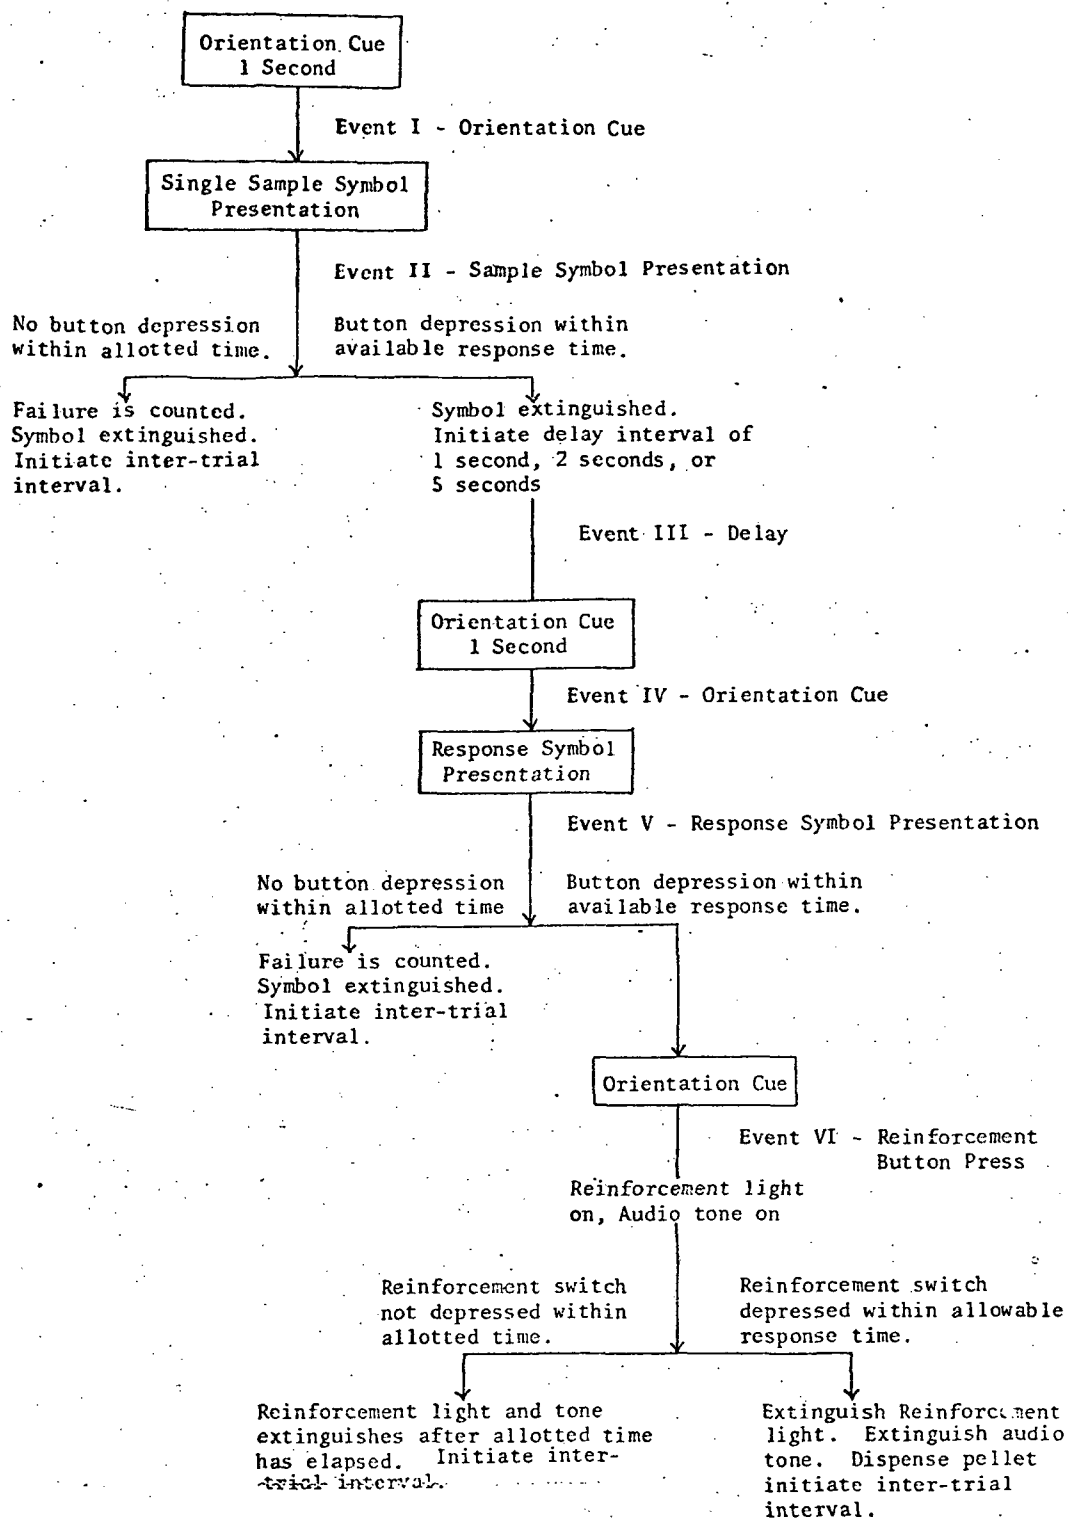 Orientation Cue
1 Second
Event I - Orientation Cue
Single Sample Symbol
Presentation
Event II - Sample Symbol Presentation
No button depression
within allotted time.
Button depression within
available response time.
Failure is counted.
Symbol extinguished.
Initiate inter-trial
interval.
Symbol extinguished.
Initiate delay interval of
1 second, 2 seconds, or
5 seconds
Event III - Delay
Orientation Cue
1 Second
Event IV - Orientation Cue
Response Symbol
Presentation
Event V - Response Symbol Presentation
No button depression
within allotted time
Button depression within
available response time.
Failure is counted.
Symbol extinguished.
Initiate inter-trial
interval.
Orientation Cue
Event VI - Reinforcement
Button Press
Reinforcement light
on, Audio tone on
Reinforcement switch
not depressed within
allotted time.
Reinforcement switch
depressed within allowable
response time.
Reinforcement light and tone
extinguishes after allotted time
has elapsed. Initiate inter-
trial interval.
Extinguish Reinforcement
light. Extinguish audio
tone. Dispense pellet
initiate inter-trial
interval.